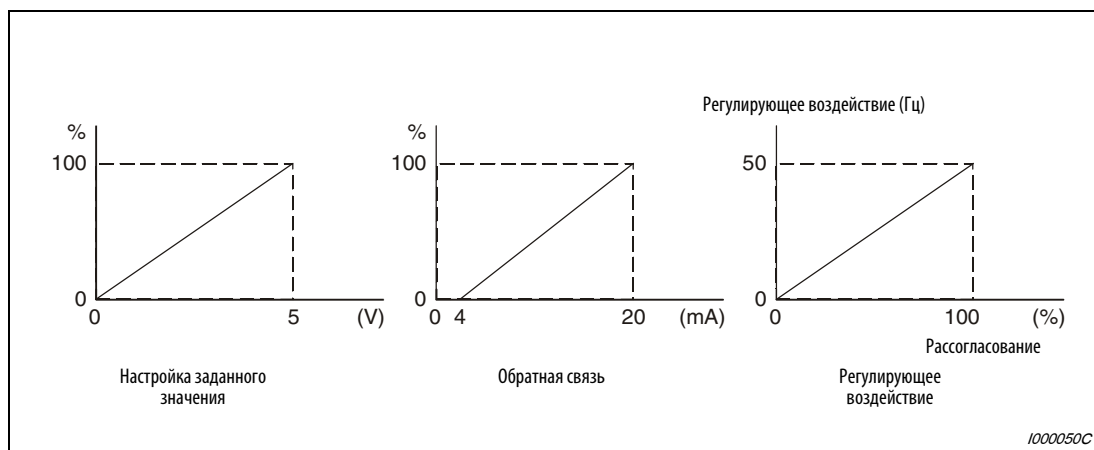 Регулирующее воздействие (Гц)
%
100
0
0
5
(V)
Настройка заданного
значения
%
100
0
0
4
20
(mA)
Обратная связь
50
0
0
100
(%)
Рассогласование
Регулирующее
воздействие
I000050C